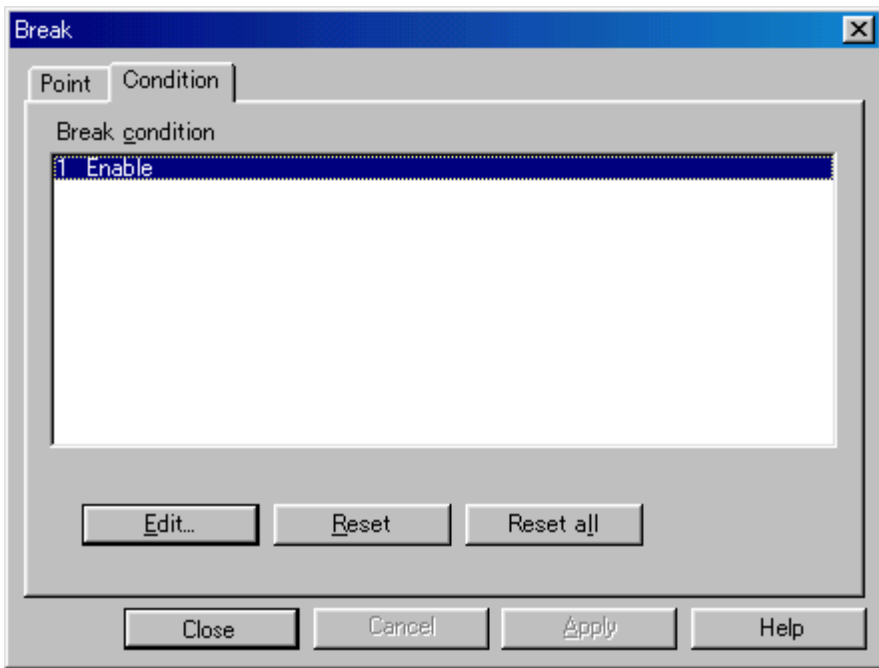 Break
Point Condition
Break condition
1 Enable
Edit... Reset Reset all
Close Cancel Apply Help